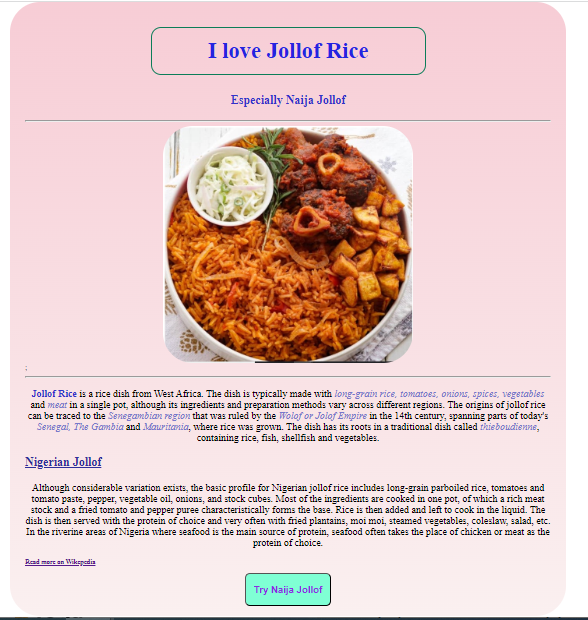 I love Jollof Rice
Especially Naija Jollof
;
Jollof Rice is a rice dish from West Africa. The dish is typically made with long-grain rice, tomatoes, onions, spices, vegetables
and meat in a single pot, although its ingredients and preparation methods vary across different regions. The origins of jollof rice
can be traced to the Senegambian region that was ruled by the Wolof or Jolof Empire in the 14th century, spanning parts of today's
Senegal, The Gambia and Mauritania, where rice was grown. The dish has its roots in a traditional dish called thieboudienne,
containing rice, fish, shellfish and vegetables.
Nigerian Jollof
Although considerable variation exists, the basic profile for Nigerian jollof rice includes long-grain parboiled rice, tomatoes and
tomato paste, pepper, vegetable oil, onions, and stock cubes. Most of the ingredients are cooked in one pot, of which a rich meat
stock and a fried tomato and pepper puree characteristically forms the base. Rice is then added and left to cook in the liquid. The
dish is then served with the protein of choice and very often with fried plantains, moi moi, steamed vegetables, coleslaw, salad, etc.
In the riverine areas of Nigeria where seafood is the main source of protein, seafood often takes the place of chicken or meat as the
protein of choice.
Read more on Wikepedia
Try Naija Jollof